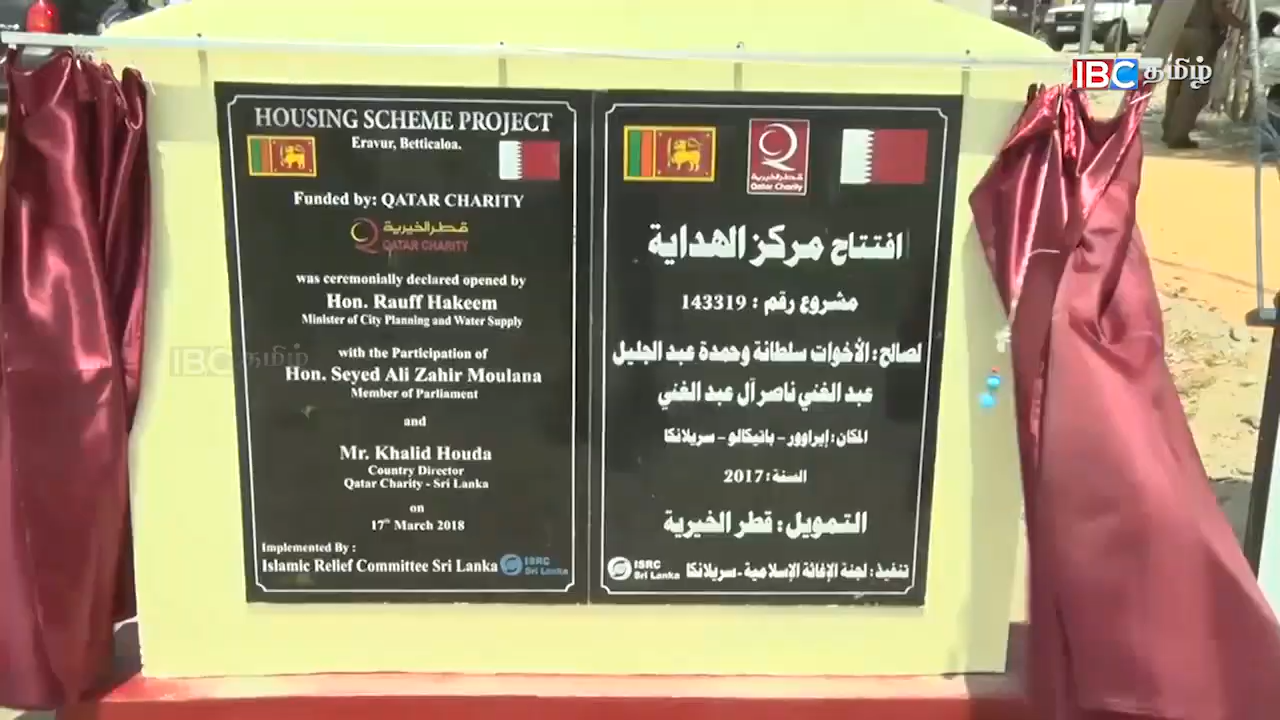 IBC தமிழ்
HOUSING SCHEME PROJECT
Eravur, Betticaloa.
Funded by: QATAR CHARITY
قطر الخيرية
QATAR CHARITY
was ceremonially declared opened by
Hon. Rauff Hakeem
Minister of City Planning and Water Supply
with the Participation of
Hon. Seyed Ali Zahir Moulana
Member of Parliament
and
Mr. Khalid Houda
Country Director
Qatar Charity - Sri Lanka
on
17th March 2018
Implemented By :
Islamic Relief Committee Sri Lanka
ISRC
Sri Lanka
قطر الخيرية
Qatar Charity
افتتاح مركز الهداية
مشروع رقم : 143319
لصالح : الأخوات سلطانة وحمدة عبد الجليل
عبد الغني ناصر آل عبد الغني
المكان : إيراوور - باتيكالو - سريلانكا
السنة : 2017
التمويل : قطر الخيرية
تنفيذ : لجنة الإغاثة الإسلامية - سريلانكا
ISRC
Sri Lanka
IBC தமிழ்